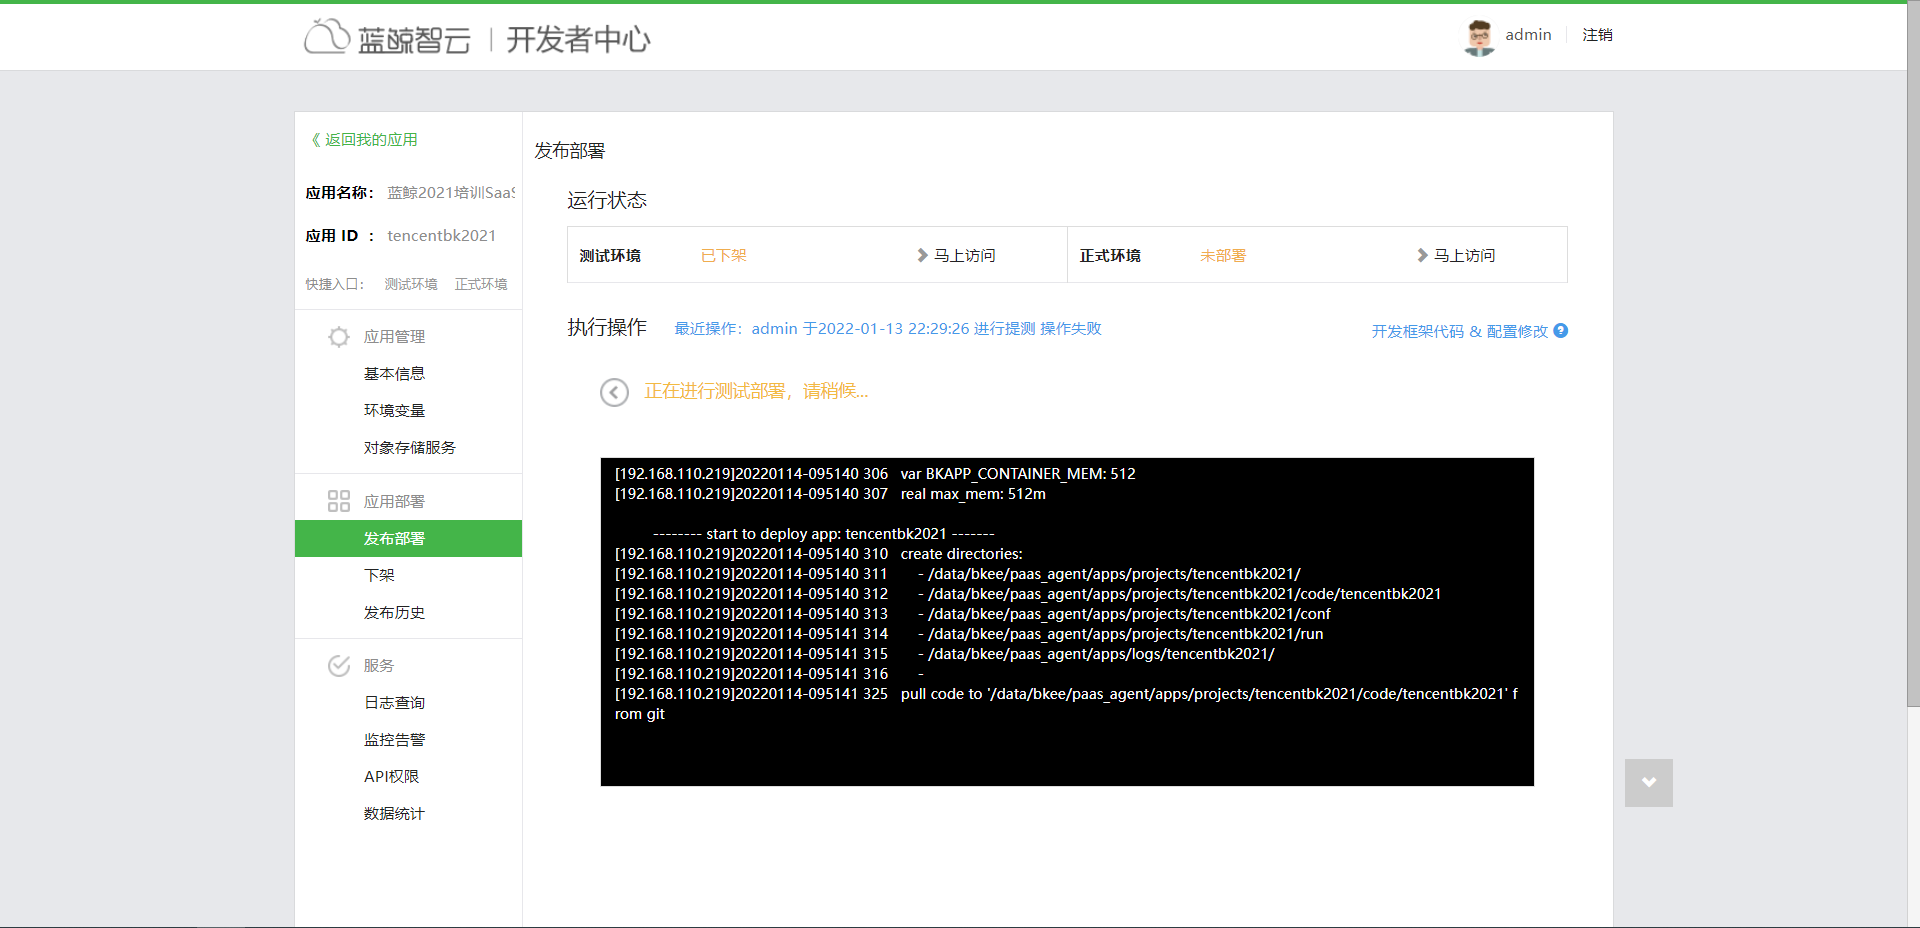 蓝鲸智云 | 开发者中心
admin
注销
《 返回我的应用
应用名称： 蓝鲸2021培训SaaS
应用 ID ： tencentbk2021
快捷入口： 测试环境 正式环境
应用管理
基本信息
环境变量
对象存储服务
应用部署
发布部署
下架
发布历史
服务
日志查询
监控告警
API权限
数据统计
发布部署
运行状态
测试环境 已下架 马上访问 正式环境 未部署 马上访问
执行操作 最近操作：admin 于2022-01-13 22:29:26 进行提测 操作失败
开发框架代码 & 配置修改
正在进行测试部署，请稍候...
[192.168.110.219]20220114-095140 306 var BKAPP_CONTAINER_MEM: 512
[192.168.110.219]20220114-095140 307 real max_mem: 512m
-------- start to deploy app: tencentbk2021 -------
[192.168.110.219]20220114-095140 310 create directories:
[192.168.110.219]20220114-095140 311 - /data/bkee/paas_agent/apps/projects/tencentbk2021/
[192.168.110.219]20220114-095140 312 - /data/bkee/paas_agent/apps/projects/tencentbk2021/code/tencentbk2021
[192.168.110.219]20220114-095140 313 - /data/bkee/paas_agent/apps/projects/tencentbk2021/conf
[192.168.110.219]20220114-095141 314 - /data/bkee/paas_agent/apps/projects/tencentbk2021/run
[192.168.110.219]20220114-095141 315 - /data/bkee/paas_agent/apps/logs/tencentbk2021/
[192.168.110.219]20220114-095141 316 -
[192.168.110.219]20220114-095141 325 pull code to '/data/bkee/paas_agent/apps/projects/tencentbk2021/code/tencentbk2021' f
rom git